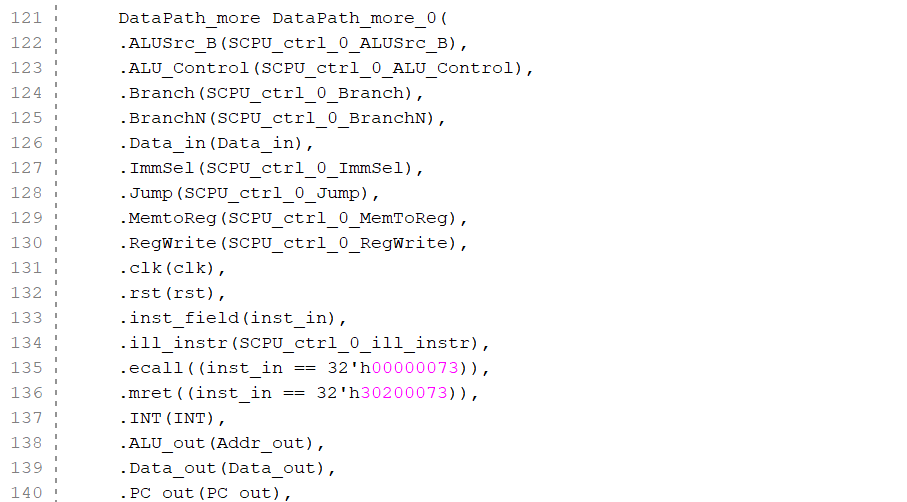 121 DataPath_more DataPath_more_0(
122 .ALUSrc_B(SCPU_ctrl_0_ALUSrc_B),
123 .ALU_Control(SCPU_ctrl_0_ALU_Control),
124 .Branch(SCPU_ctrl_0_Branch),
125 .BranchN(SCPU_ctrl_0_BranchN),
126 .Data_in(Data_in),
127 .ImmSel(SCPU_ctrl_0_ImmSel),
128 .Jump(SCPU_ctrl_0_Jump),
129 .MemtoReg(SCPU_ctrl_0_MemToReg),
130 .RegWrite(SCPU_ctrl_0_RegWrite),
131 .clk(clk),
132 .rst(rst),
133 .inst_field(inst_in),
134 .ill_instr(SCPU_ctrl_0_ill_instr),
135 .ecall((inst_in == 32'h00000073)),
136 .mret((inst_in == 32'h30200073)),
137 .INT(INT),
138 .ALU_out(Addr_out),
139 .Data_out(Data_out),
140 .PC_out(PC_out),